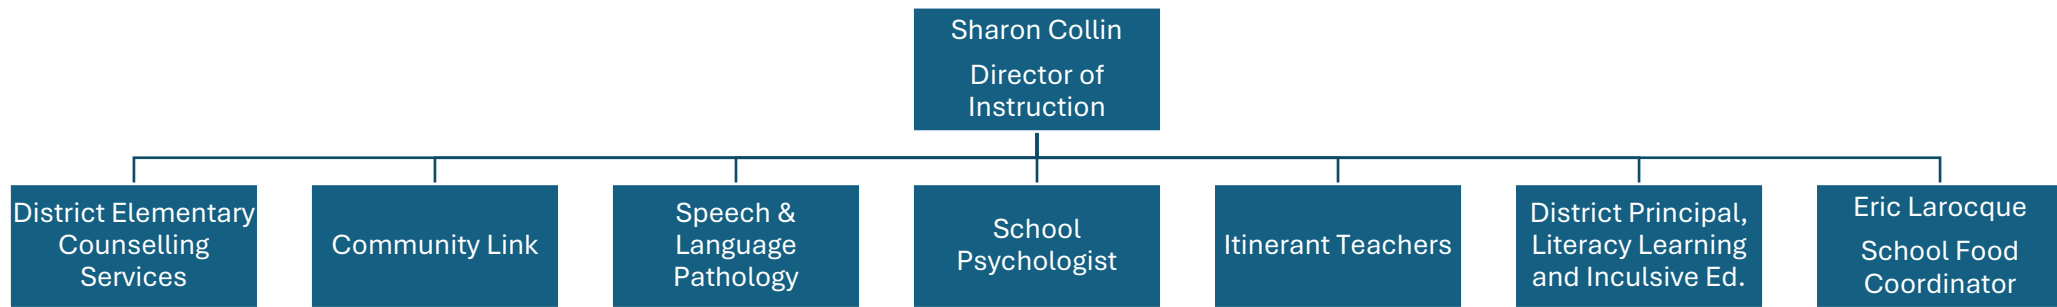 Sharon Collin
Director of
Instruction
District Elementary
Counselling
Services
Community Link
Speech &
Language
Pathology
School
Psychologist
Itinerant Teachers
District Principal,
Literacy Learning
and Inculsive Ed.
Eric Larocque
School Food
Coordinator